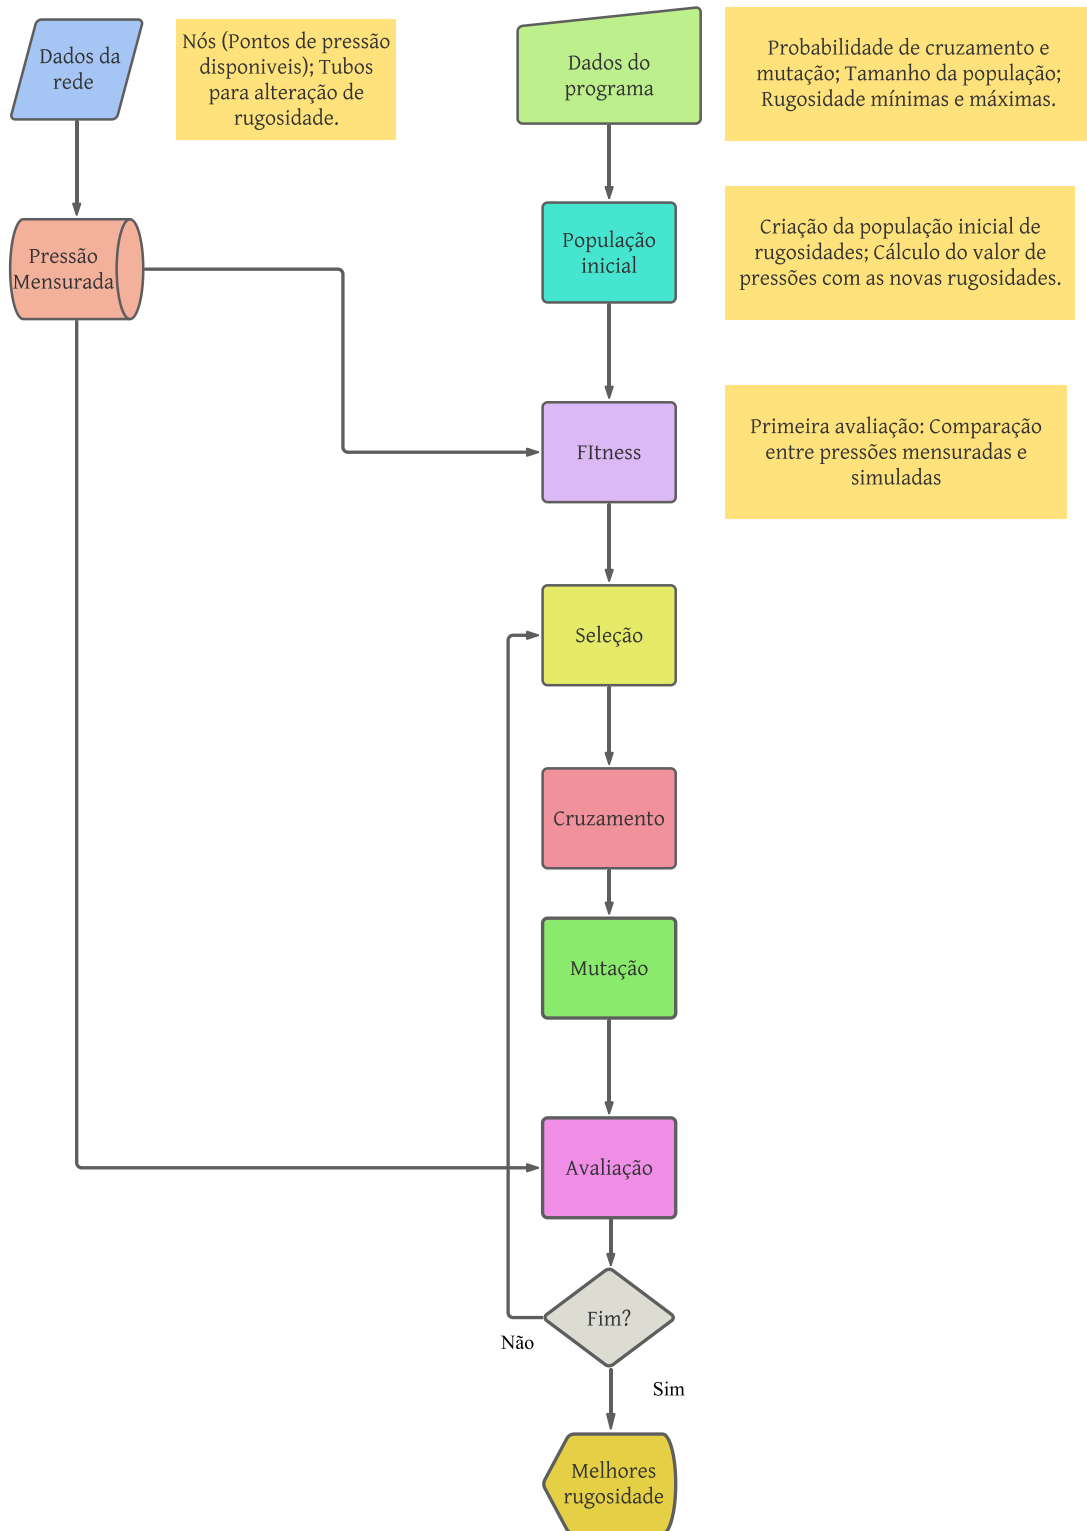 Dados da
rede
Nós (Pontos de pressão
disponiveis); Tubos
para alteração de
rugosidade.
Dados do
programa
Probabilidade de cruzamento e
mutação; Tamanho da população;
Rugosidade mínimas e máximas.
Pressão
Mensurada
População
inicial
Criação da população inicial de
rugosidades; Cálculo do valor de
pressões com as novas rugosidades.
FItness
Primeira avaliação: Comparação
entre pressões mensuradas e
simuladas
Seleção
Cruzamento
Mutação
Avaliação
Fim?
Não
Sim
Melhores
rugosidade